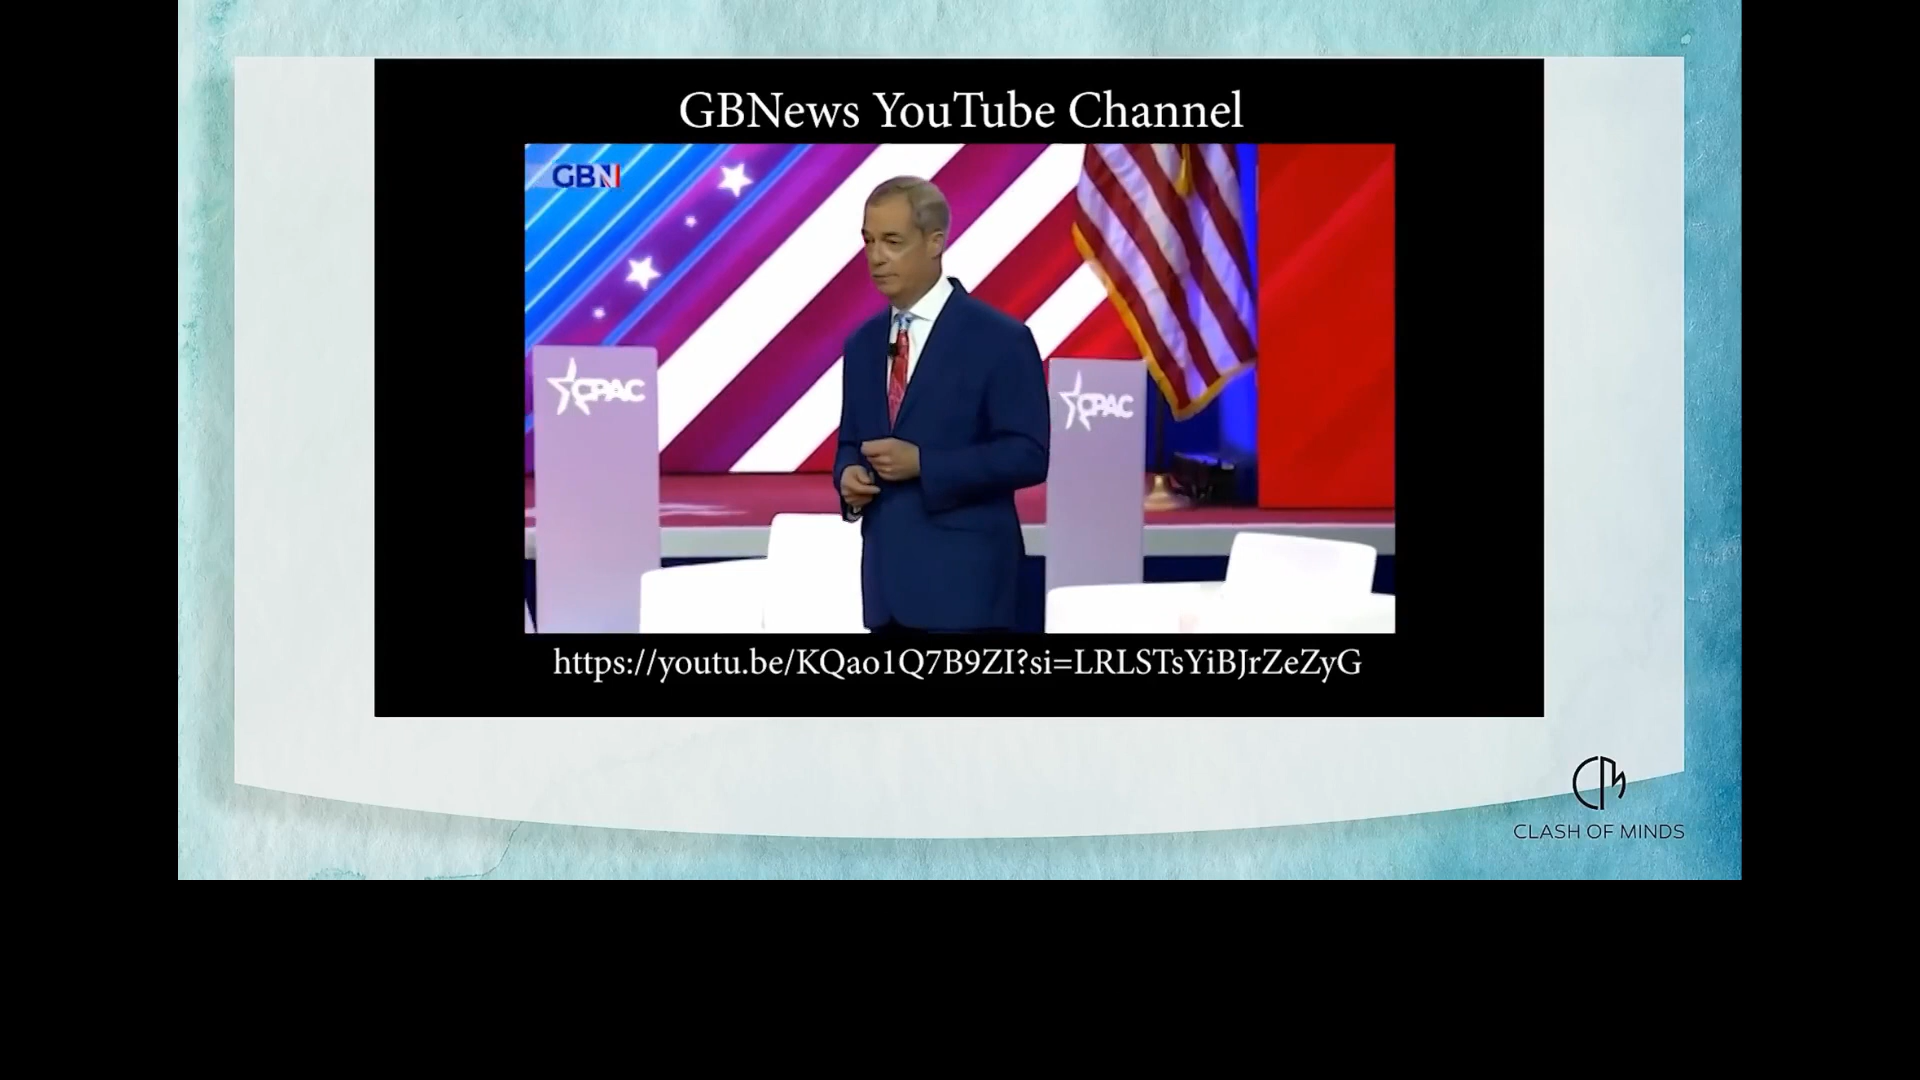 GBNews YouTube Channel
GBN
CPAC
CPAC
https://youtu.be/KQao1Q7B9ZI?si=LRLSTsYiBJrZeZyG
CLASH OF MINDS